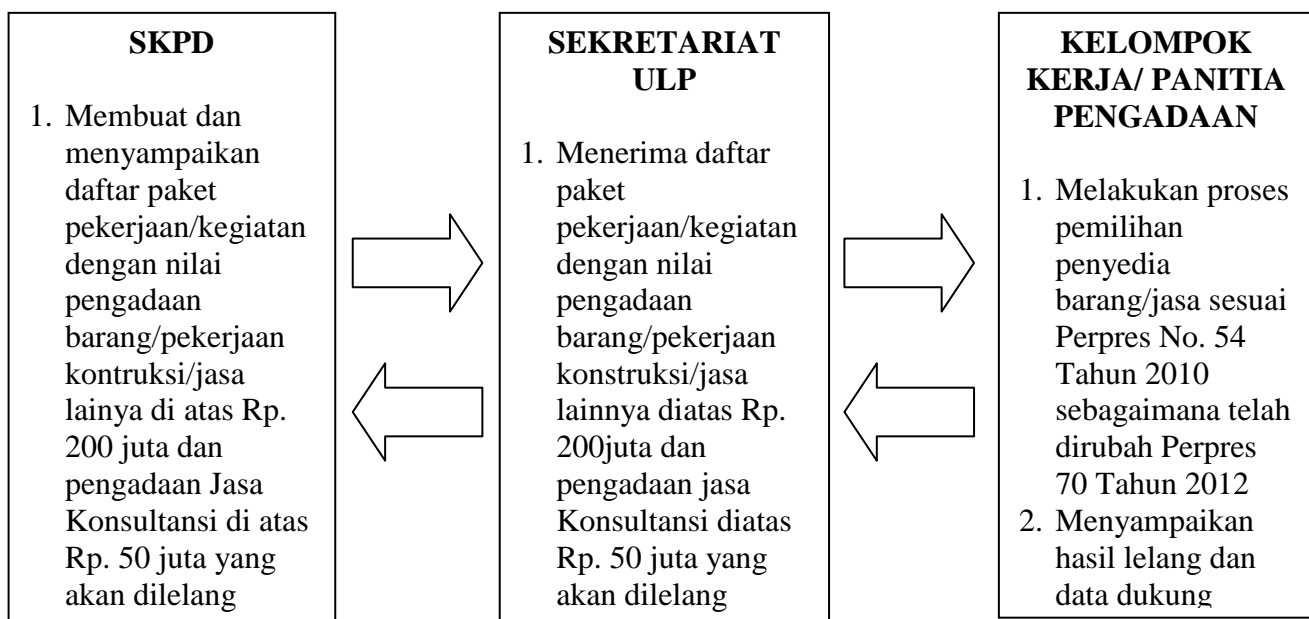 SKPD
1. Membuat dan
menyampaikan
daftar paket
pekerjaan/kegiatan
dengan nilai
pengadaan
barang/pekerjaan
kontruksi/jasa
lainya di atas Rp.
200 juta dan
pengadaan Jasa
Konsultansi di atas
Rp. 50 juta yang
akan dilelang
SEKRETARIAT
ULP
1. Menerima daftar
paket
pekerjaan/kegiatan
dengan nilai
pengadaan
barang/pekerjaan
konstruksi/jasa
lainnya diatas Rp.
200juta dan
pengadaan jasa
Konsultansi diatas
Rp. 50 juta yang
akan dilelang
KELOMPOK
KERJA/ PANITIA
PENGADAAN
1. Melakukan proses
pemilihan
penyedia
barang/jasa sesuai
Perpres No. 54
Tahun 2010
sebagaimana telah
dirubah Perpres
70 Tahun 2012
2. Menyampaikan
hasil lelang dan
data dukung